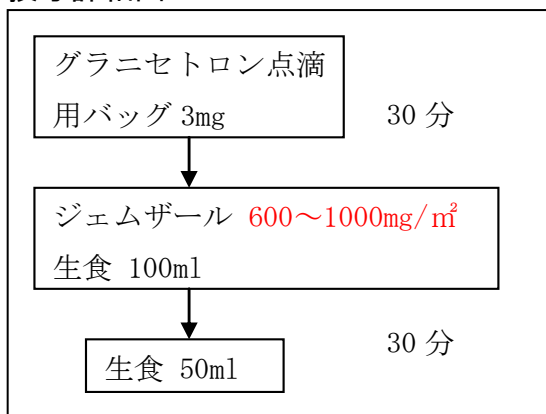 グラニセトロン点滴
用バッグ 3mg
30 分
ジェムザール 600～1000mg/㎡
生食 100ml
30 分
生食 50ml